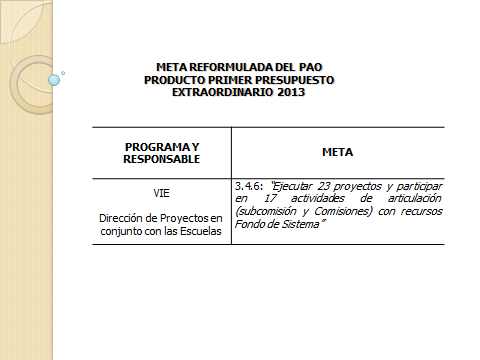 META REFORMULADA DEL PAO
PRODUCTO PRIMER PRESUPUESTO
EXTRAORDINARIO 2013
PROGRAMA Y
RESPONSABLE
META
VIE
Dirección de Proyectos en
conjunto con las Escuelas
3.4.6: “Ejecutar 23 proyectos y participar
en 17 actividades de articulación
(subcomisión y Comisiones) con recursos
Fondo de Sistema”